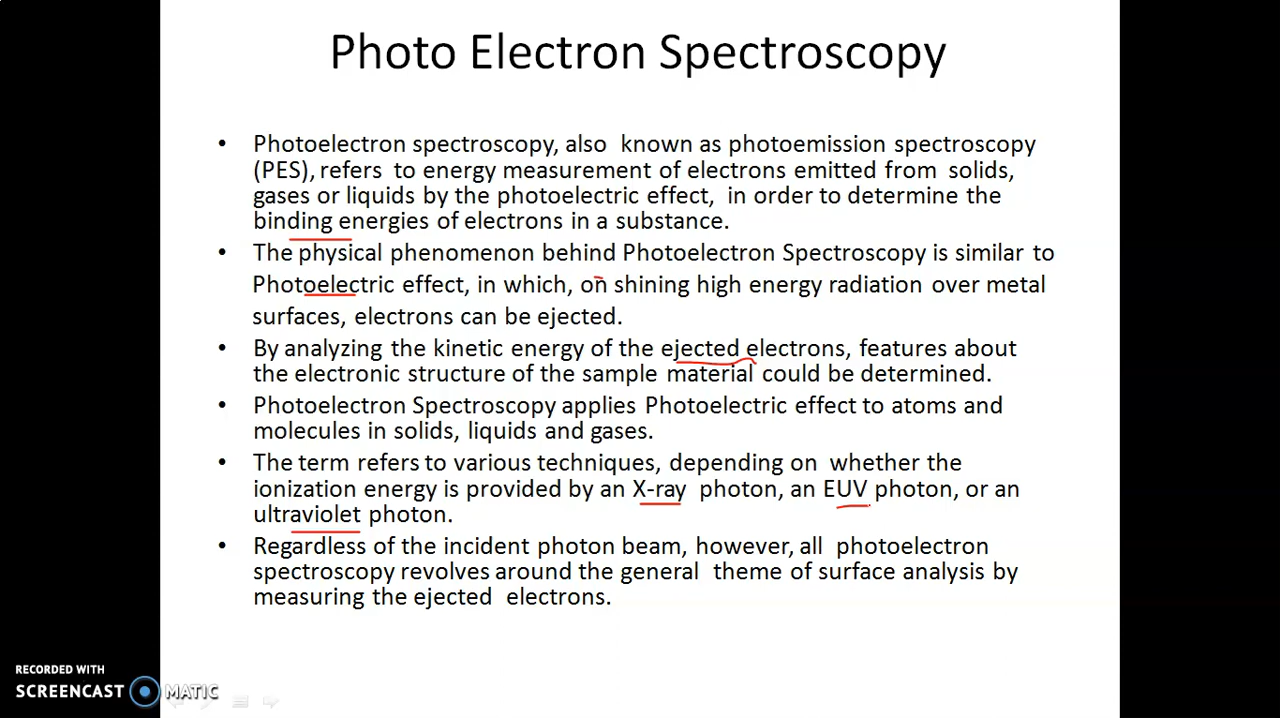 Photo Electron Spectroscopy
• Photoelectron spectroscopy, also known as photoemission spectroscopy
(PES), refers to energy measurement of electrons emitted from solids,
gases or liquids by the photoelectric effect, in order to determine the
binding energies of electrons in a substance.
• The physical phenomenon behind Photoelectron Spectroscopy is similar to
Photoelectric effect, in which, on shining high energy radiation over metal
surfaces, electrons can be ejected.
• By analyzing the kinetic energy of the ejected electrons, features about
the electronic structure of the sample material could be determined.
• Photoelectron Spectroscopy applies Photoelectric effect to atoms and
molecules in solids, liquids and gases.
• The term refers to various techniques, depending on whether the
ionization energy is provided by an X-ray photon, an EUV photon, or an
ultraviolet photon.
• Regardless of the incident photon beam, however, all photoelectron
spectroscopy revolves around the general theme of surface analysis by
measuring the ejected electrons.
RECORDED WITH
SCREENCAST MATIC